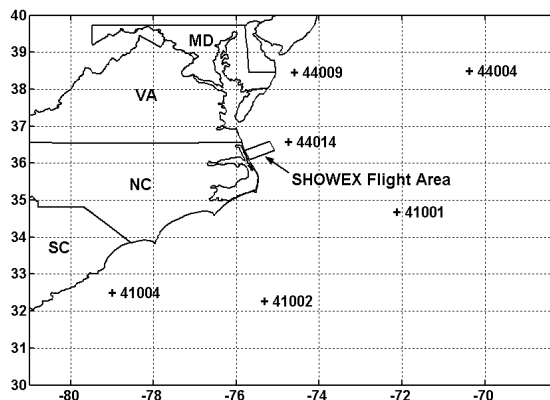 40
MD
39
+ 44009
+ 44004
38
VA
37
+ 44014
36
SHOWEX Flight Area
NC
35
+ 41001
34
SC
33
+ 41004
+ 41002
32
31
30
-80 -78 -76 -74 -72 -70